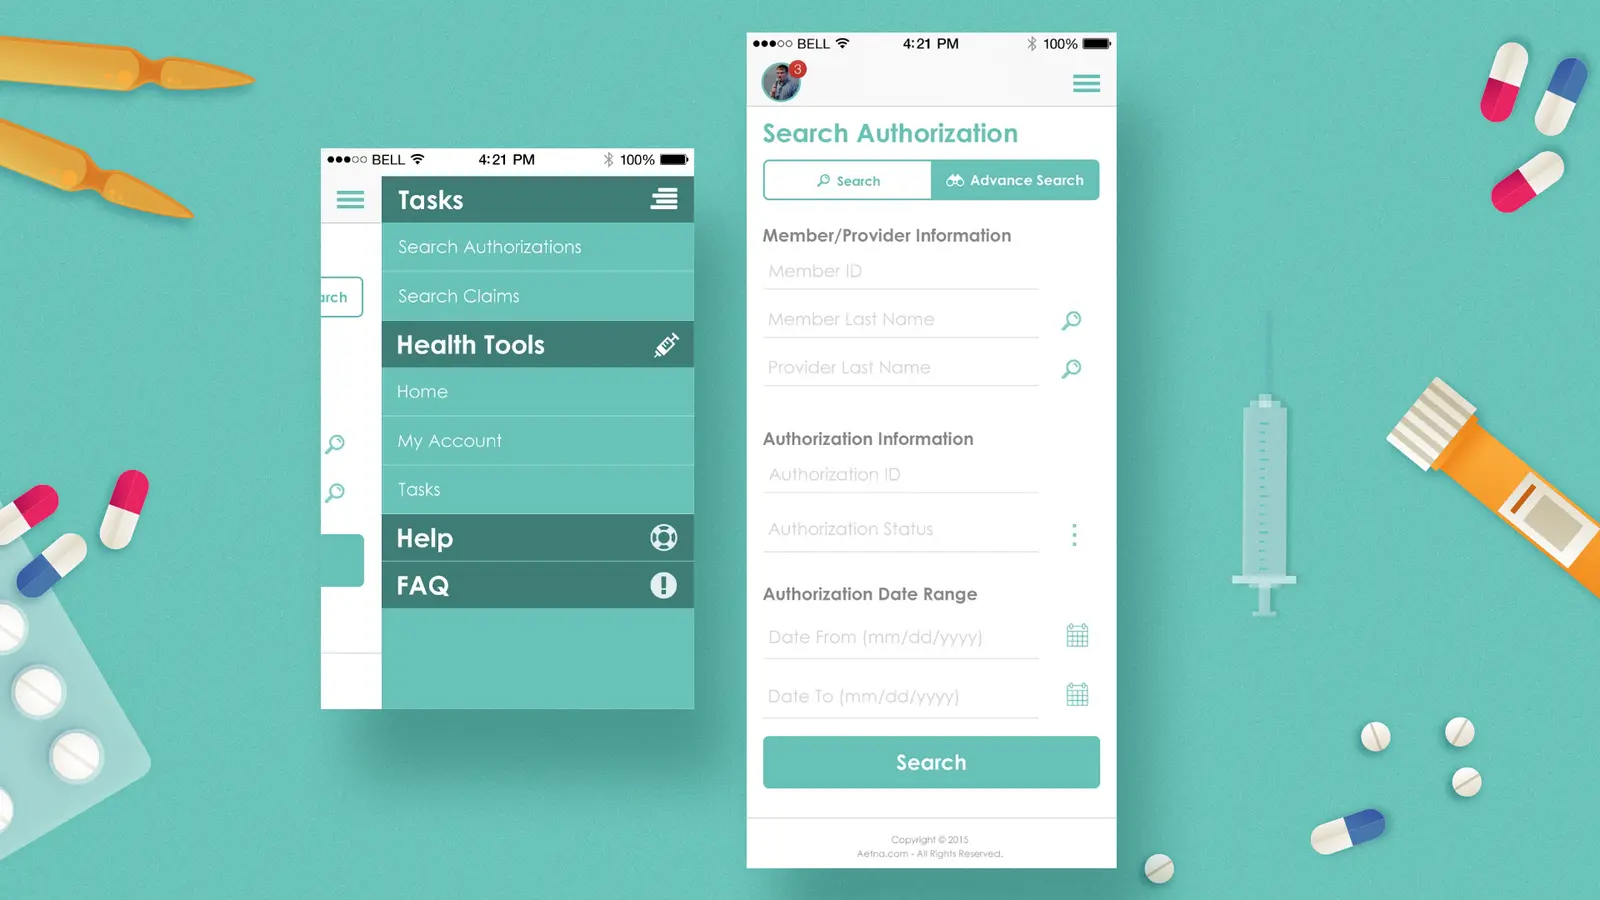 BELL 4:21 PM 100%
Tasks
Search Authorizations
arch
Search Claims
Health Tools
Home
My Account
Tasks
Help
FAQ
BELL 4:21 PM 100%
3
Search Authorization
Search Advance Search
Member/Provider Information
Member ID
Member Last Name
Provider Last Name
Authorization Information
Authorization ID
Authorization Status
Authorization Date Range
Date From (mm/dd/yyyy)
Date To (mm/dd/yyyy)
Search
Copyright © 2015
Aetna.com - All Rights Reserved.